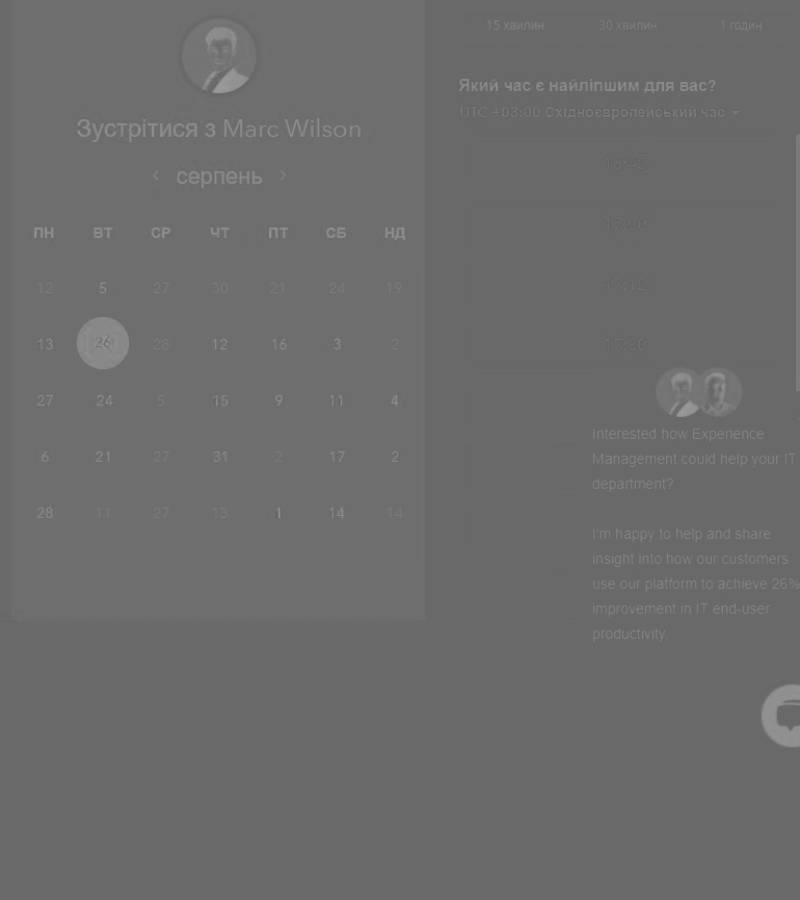 Зустрітися з Marc Wilson
серпень
ПН ВТ СР ЧТ ПТ СБ НД
12 5 27 30 21 24 19
13 26 28 12 16 3 2
27 24 5 15 9 11 4
6 21 27 31 2 17 2
28 11 27 13 1 14 14
15 хвилин 30 хвилин 1 годин
Який час є найліпшим для вас?
UTC +03:00 Східноєвропейський час
Interested how Experience
Management could help your IT
department?
I'm happy to help and share
insight into how our customers
use our platform to achieve 26%
improvement in IT end-user
productivity.